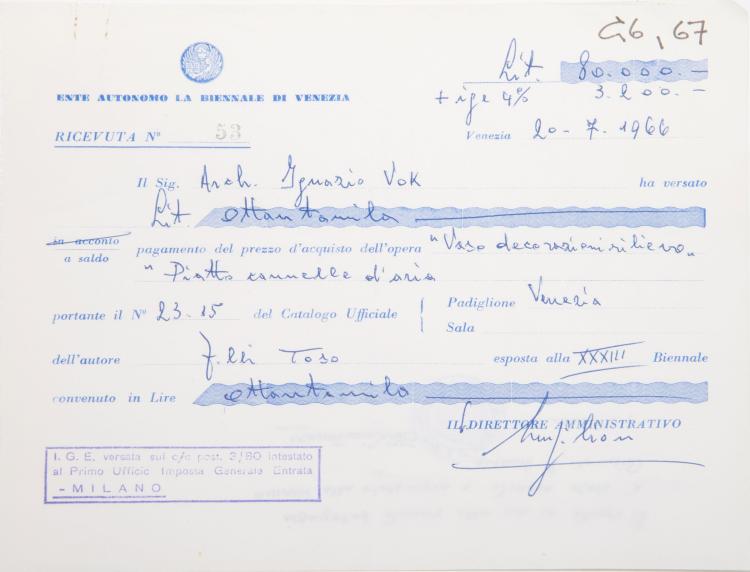 G6, 67
Lit. 80.000.-
+ ige 4% 3.200.-
ENTE AUTONOMO LA BIENNALE DI VENEZIA
RICEVUTA N° 53
Venezia 20-7.1966
Il Sig. Arch. Ignazio Vok ha versato
Lit. ottantamila
in acconto
a saldo pagamento del prezzo d'acquisto dell'opera "Vaso decorazioni rilievo"
"Piatto cannelle d'aria
portante il N° 23-15 del Catalogo Ufficiale Padiglione Venezia
Sala
dell'autore F.lli Toso esposta alla XXXIII Biennale
convenuto in Lire ottantamila
IL DIRETTORE AMMINISTRATIVO
I.G.E. versata sul c/c post. 3/80 intestato
al Primo Ufficio Imposta Generale Entrata
- MILANO